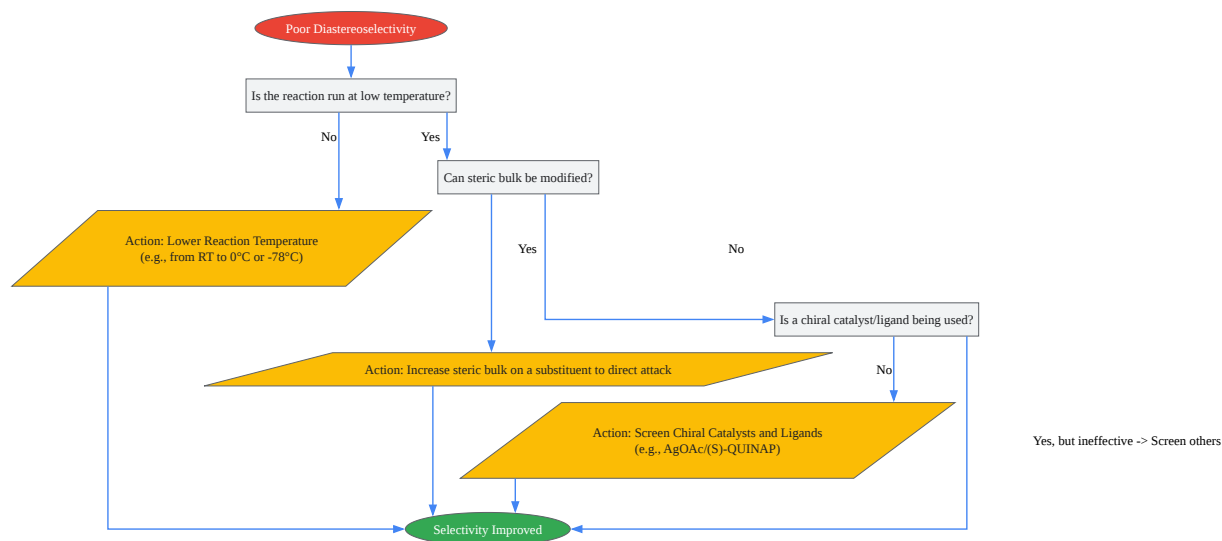 Poor Diastereoselectivity
Is the reaction run at low temperature?
No
Yes
Can steric bulk be modified?
Action: Lower Reaction Temperature
(e.g., from RT to 0°C or -78°C)
Yes
No
Is a chiral catalyst/ligand being used?
Action: Increase steric bulk on a substituent to direct attack
No
Action: Screen Chiral Catalysts and Ligands
(e.g., AgOAc/(S)-QUINAP)
Yes, but ineffective -> Screen others
Selectivity Improved